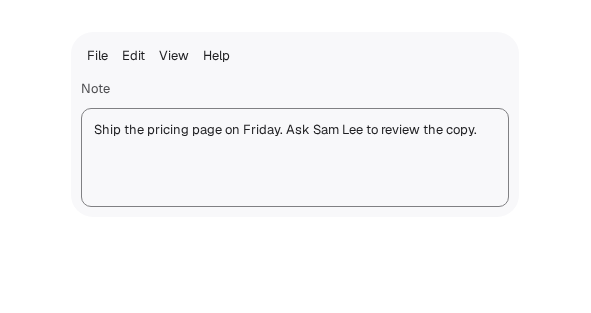 File Edit View Help
Note
Ship the pricing page on Friday. Ask Sam Lee to review the copy.